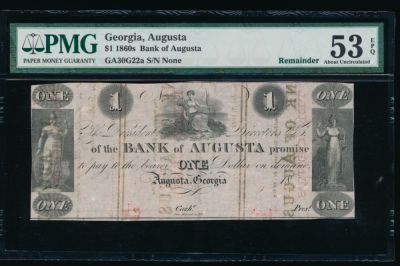 PMG
PAPER MONEY GUARANTY
Georgia, Augusta
$1 1860s Bank of Augusta
GA30G22a S/N None
Remainder
53 EPQ
About Uncirculated
ONE 1 1 ONE
The President Directors & Co.
of the BANK of AUGUSTA promise
to pay to the bearer ONE Dollar on demand
Augusta, Georgia
Cashr. Prest.
ONE ONE